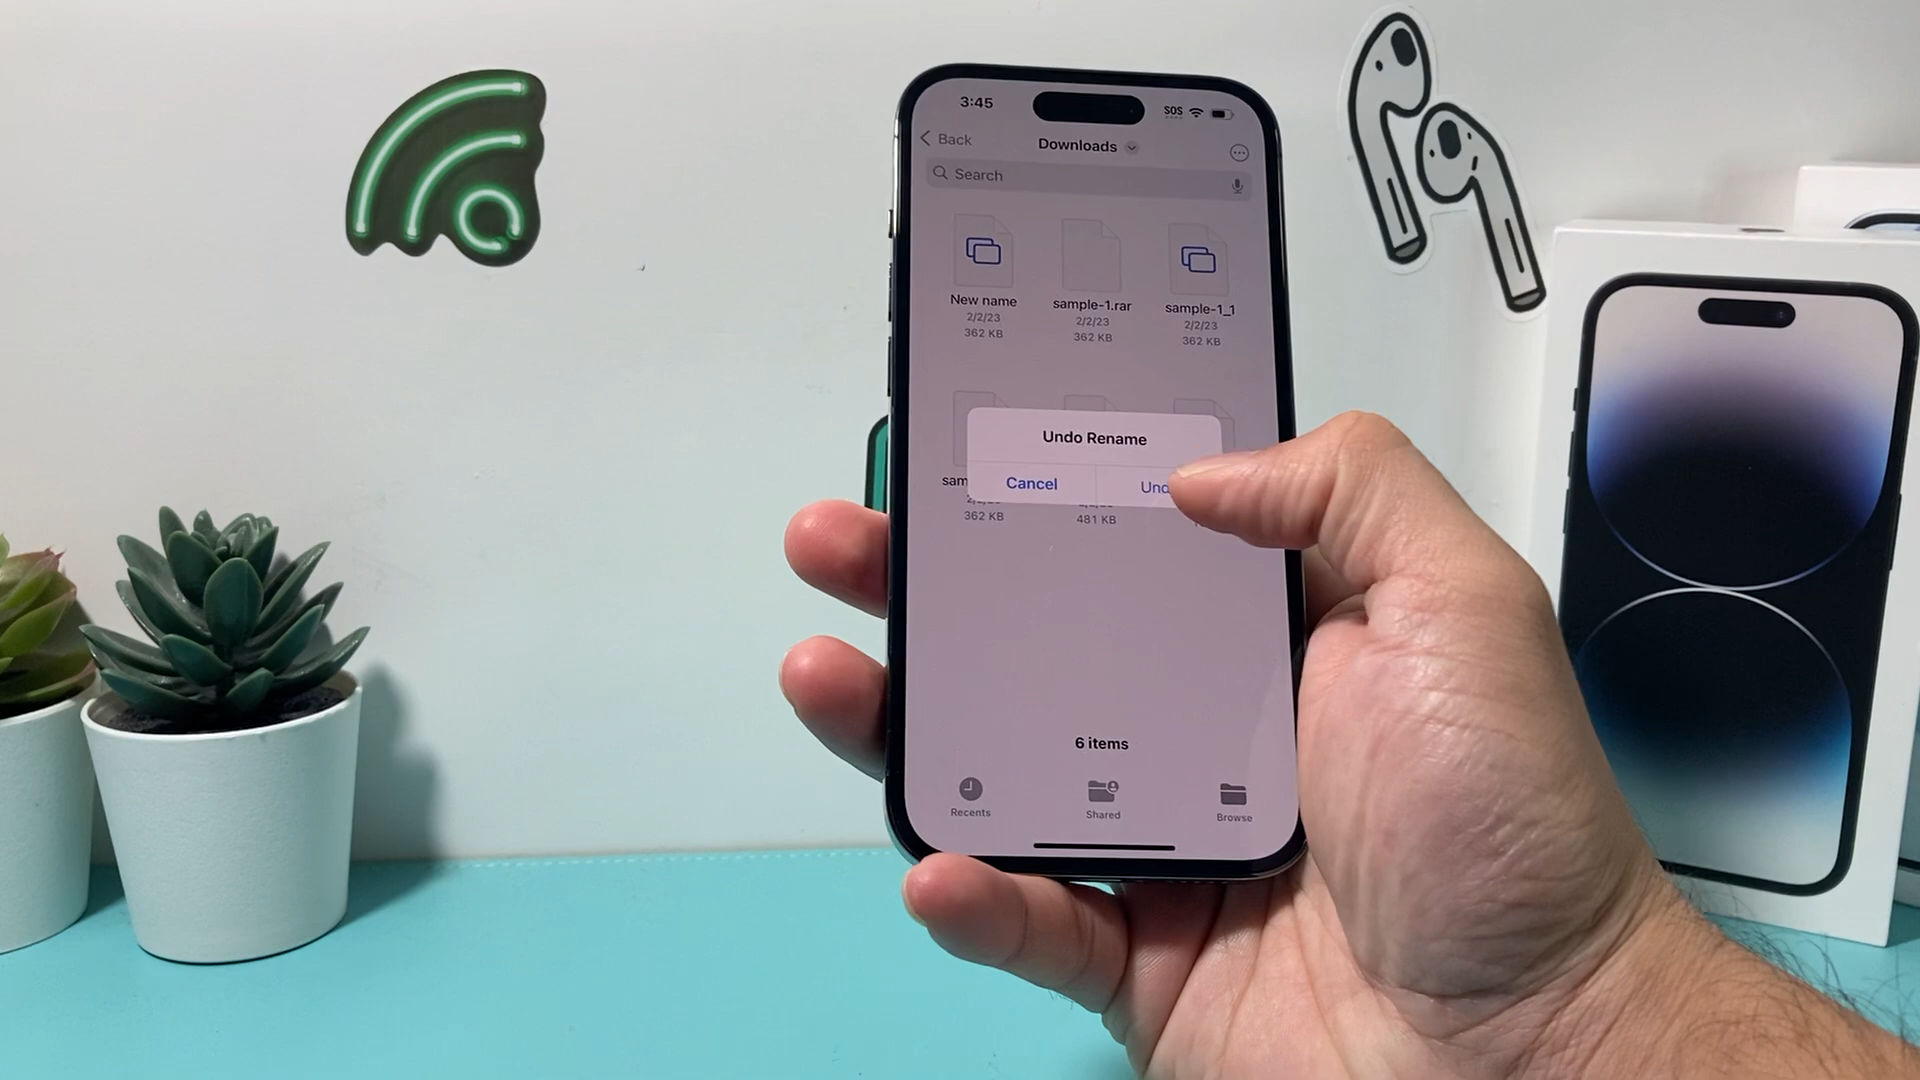 3:45 SOS
Back
Downloads
Search
New name sample-1.rar sample-1_1
2/2/23 2/2/23 2/2/23
362 KB 362 KB 362 KB
Undo Rename
Cancel
362 KB 481 KB
6 items
Recents Shared Browse